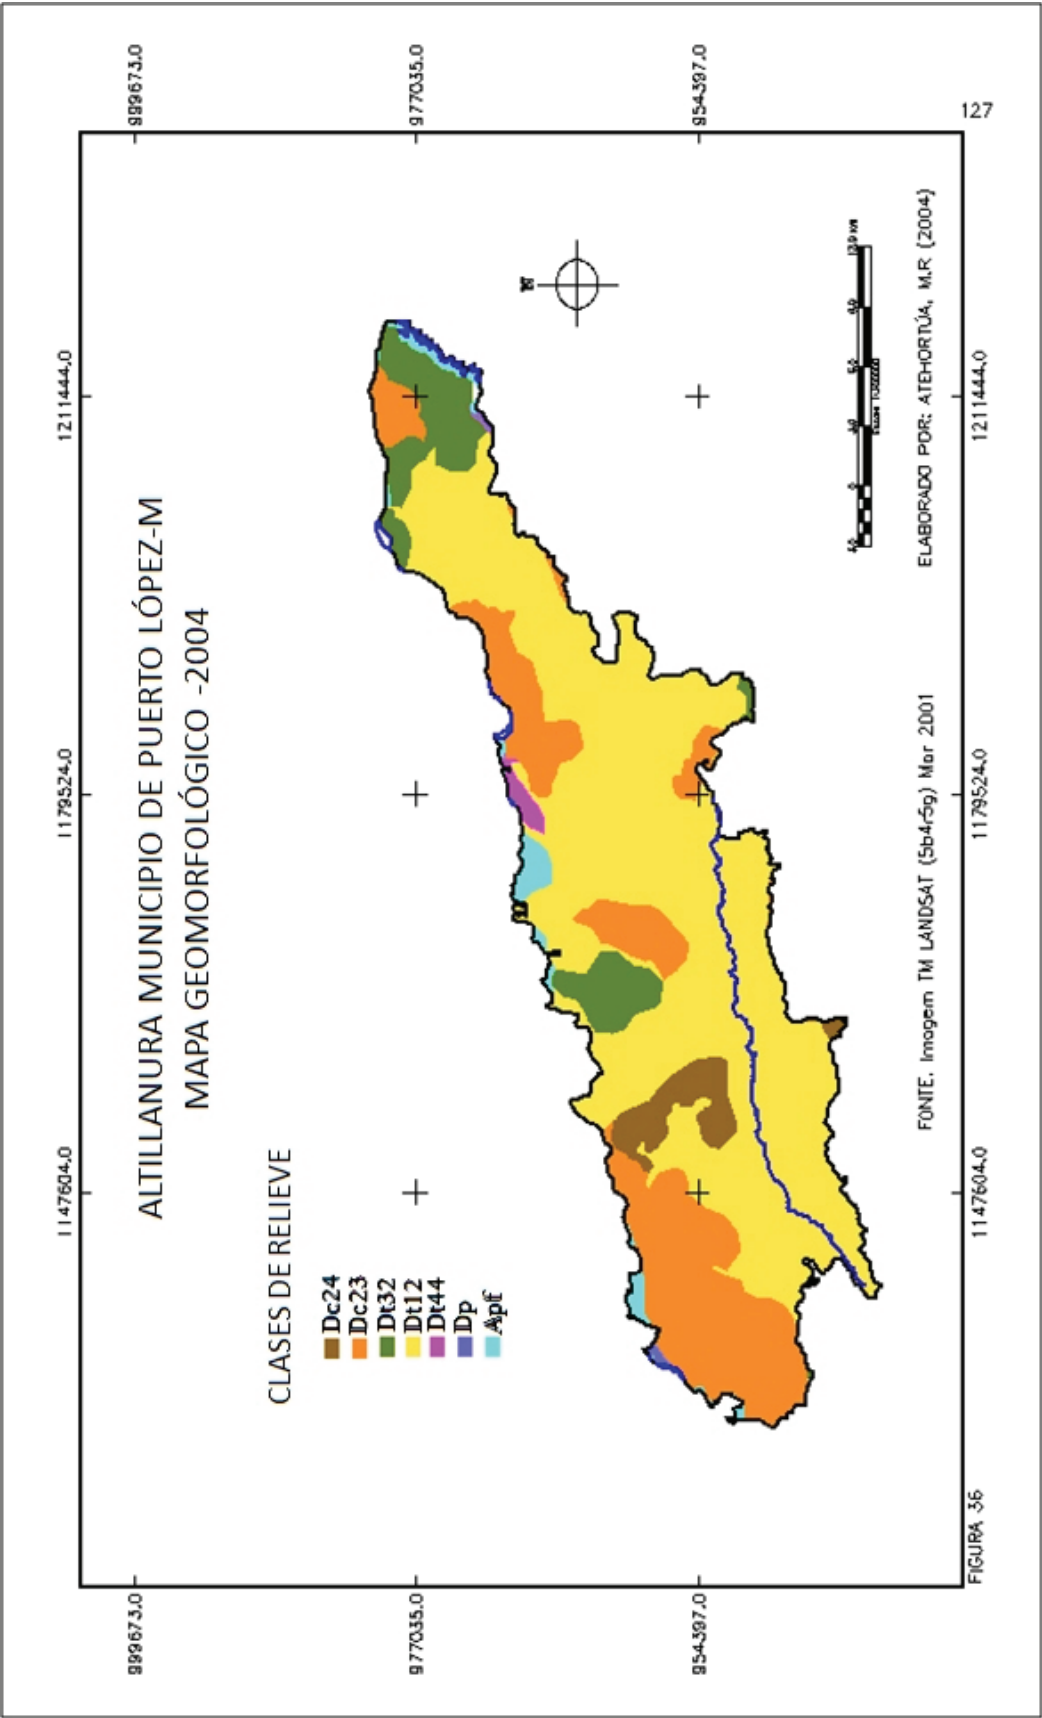 ALTILLANURA MUNICIPIO DE PUERTO LÓPEZ-M
MAPA GEOMORFOLÓGICO -2004
1147604.0
1179524.0
1211444.0
999673.0
999673.0
977035.0
977035.0
954397.0
954397.0
CLASES DE RELIEVE
Dc24
Dc23
Dt32
Dt12
Dt44
Dp
Apf
N
FONTE. Imagem TM LANDSAT (5b4r5g) Mar 2001
ELABORADO POR: ATEHORTÚA, M.R (2004)
1147604.0
1179524.0
1211444.0
FIGURA 36
127